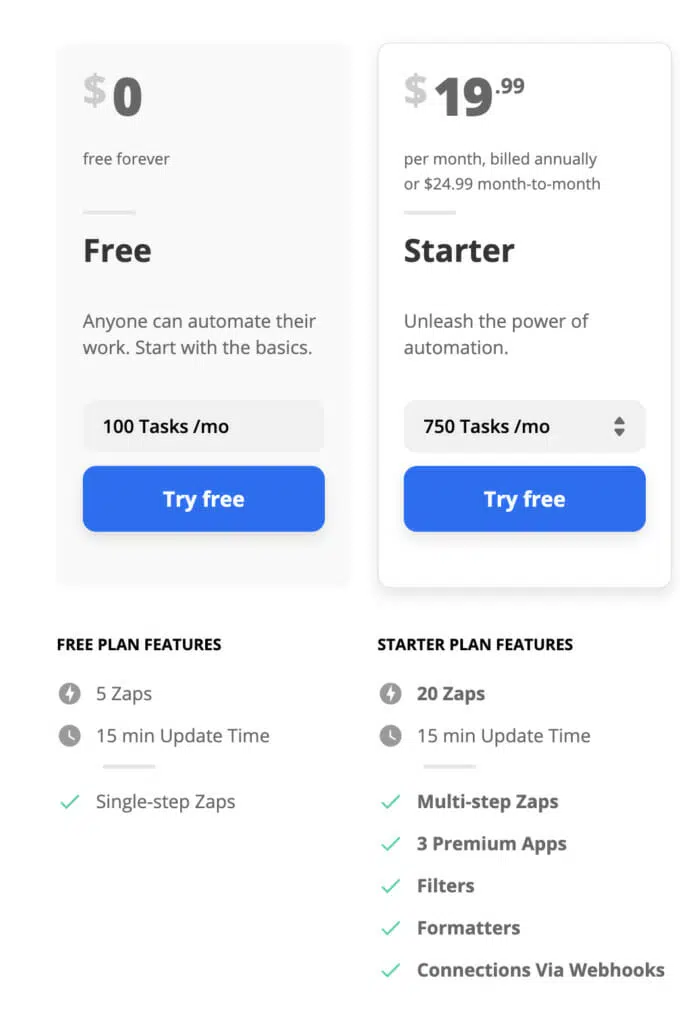 $0
free forever
Free
Anyone can automate their
work. Start with the basics.
100 Tasks /mo
Try free
FREE PLAN FEATURES
5 Zaps
15 min Update Time
Single-step Zaps
$19.99
per month, billed annually
or $24.99 month-to-month
Starter
Unleash the power of
automation.
750 Tasks /mo
Try free
STARTER PLAN FEATURES
20 Zaps
15 min Update Time
Multi-step Zaps
3 Premium Apps
Filters
Formatters
Connections Via Webhooks